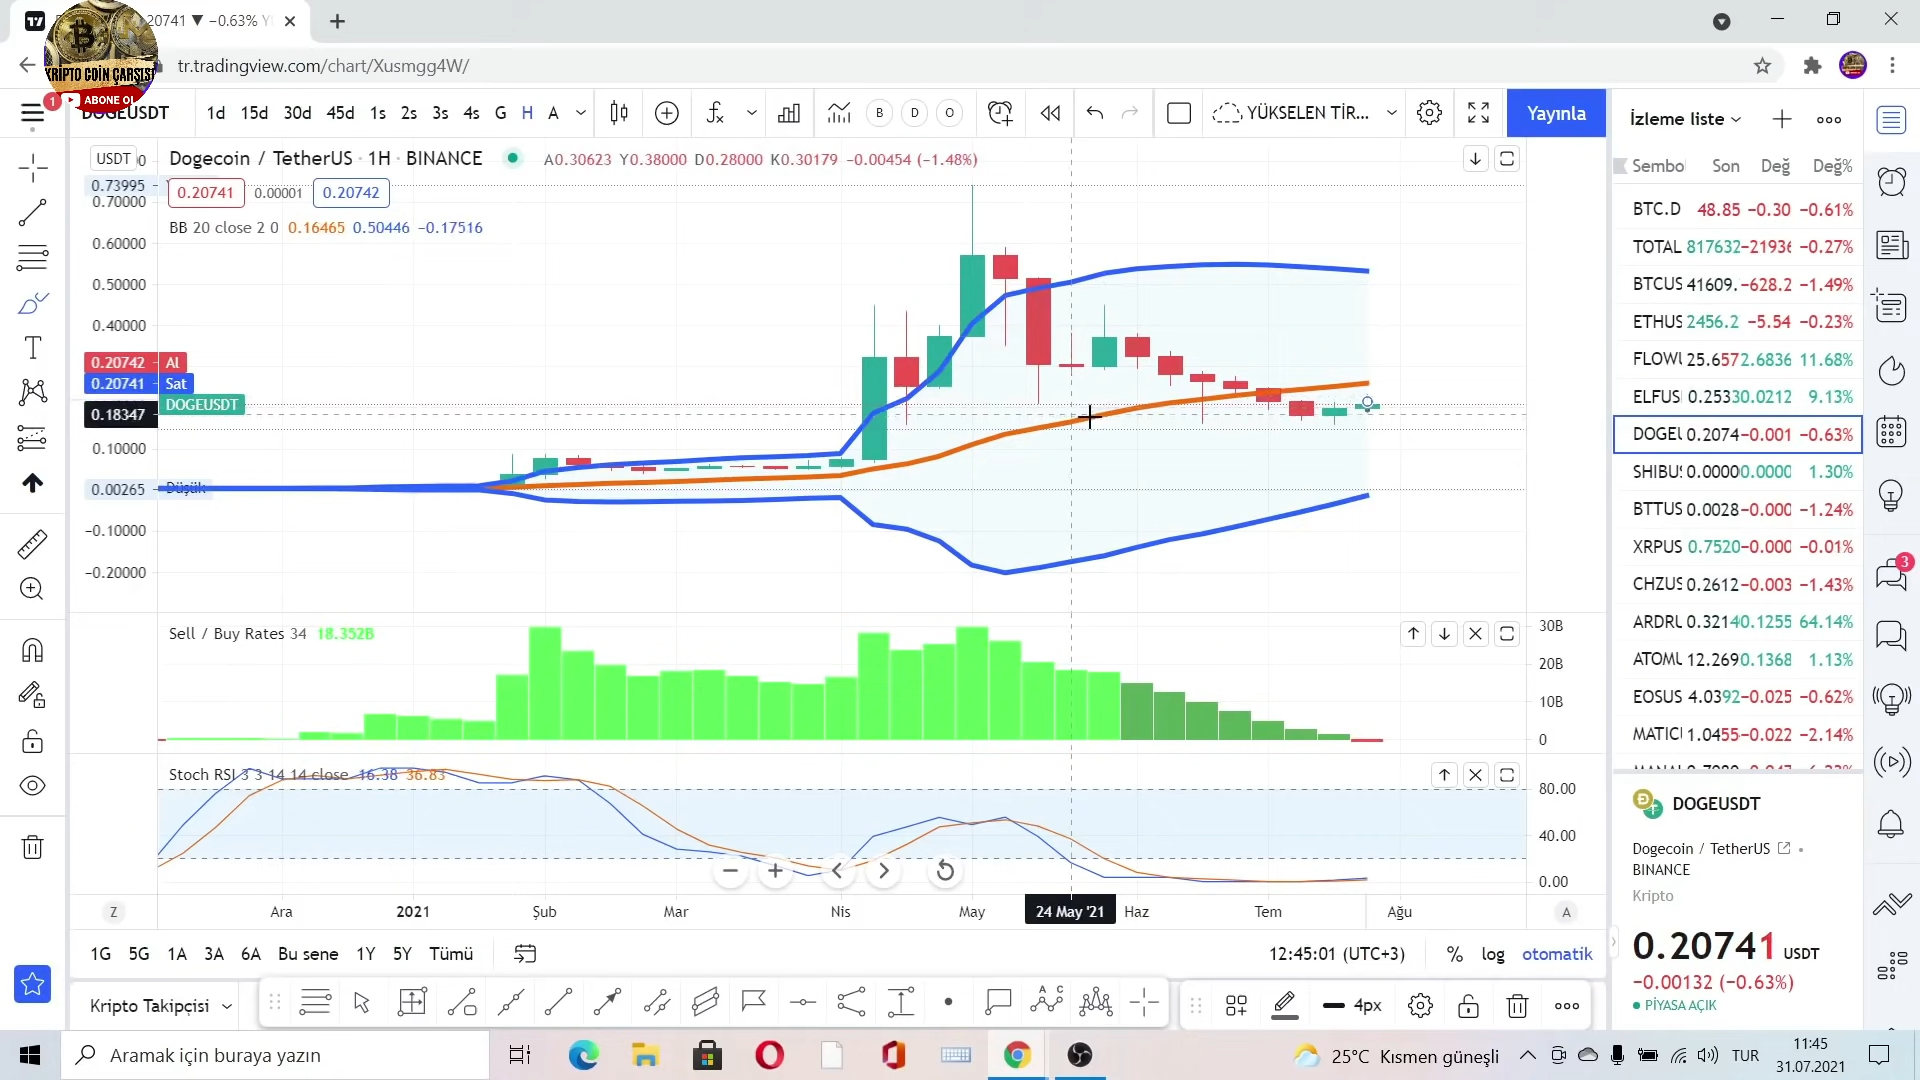 20741 ▼ −0.63%
KRİPTO COİN ÇARŞISI
ABONE OL
tr.tradingview.com/chart/Xusmgg4W/
1
DOGEUSDT
1d 15d 30d 45d 1s 2s 3s 4s G H A
B D O
YÜKSELEN TİR...
Yayınla
USDT
Dogecoin / TetherUS · 1H · BINANCE
A0.30623 Y0.38000 D0.28000 K0.30179 −0.00454 (−1.48%)
0.20741 0.00001 0.20742
BB 20 close 2 0 0.16465 0.50446 −0.17516
0.73995
0.70000
0.60000
0.50000
0.40000
0.20742 Al
0.20741 Sat
DOGEUSDT
0.18347
0.10000
0.00265 Düşük
−0.10000
−0.20000
Sell / Buy Rates 34 18.352B
30B
20B
10B
0
Stoch RSI 3 3 14 14 close 16.38 36.83
80.00
40.00
0.00
Z Ara 2021 Şub Mar Nis May 24 May '21 Haz Tem Ağu A
1G 5G 1A 3A 6A Bu sene 1Y 5Y Tümü
12:45:01 (UTC+3) % log otomatik
Kripto Takipçisi
A C
B
4px
İzleme liste
Sembo Son Değ Değ%
BTC.D 48.85 −0.30 −0.61%
TOTAL 817632 −21936 −0.27%
BTCUS 41609. −628.2 −1.49%
ETHUS 2456.2 −5.54 −0.23%
FLOWU 25.657 2.6836 11.68%
ELFUS 0.2533 0.0212 9.13%
DOGEU 0.2074 −0.001 −0.63%
SHIBU 0.0000 0.0000 1.30%
BTTUS 0.0028 −0.000 −1.24%
XRPUS 0.7520 −0.000 −0.01%
CHZUS 0.2612 −0.003 −1.43%
ARDRU 0.3214 0.1255 64.14%
ATOMU 12.269 0.1368 1.13%
EOSUS 4.0392 −0.025 −0.62%
MATICU 1.0455 −0.022 −2.14%
DOGEUSDT
Dogecoin / TetherUS
BINANCE
Kripto
0.20741 USDT
−0.00132 (−0.63%)
PİYASA AÇIK
3
Aramak için buraya yazın
25°C Kısmen güneşli
TUR
11:45
31.07.2021